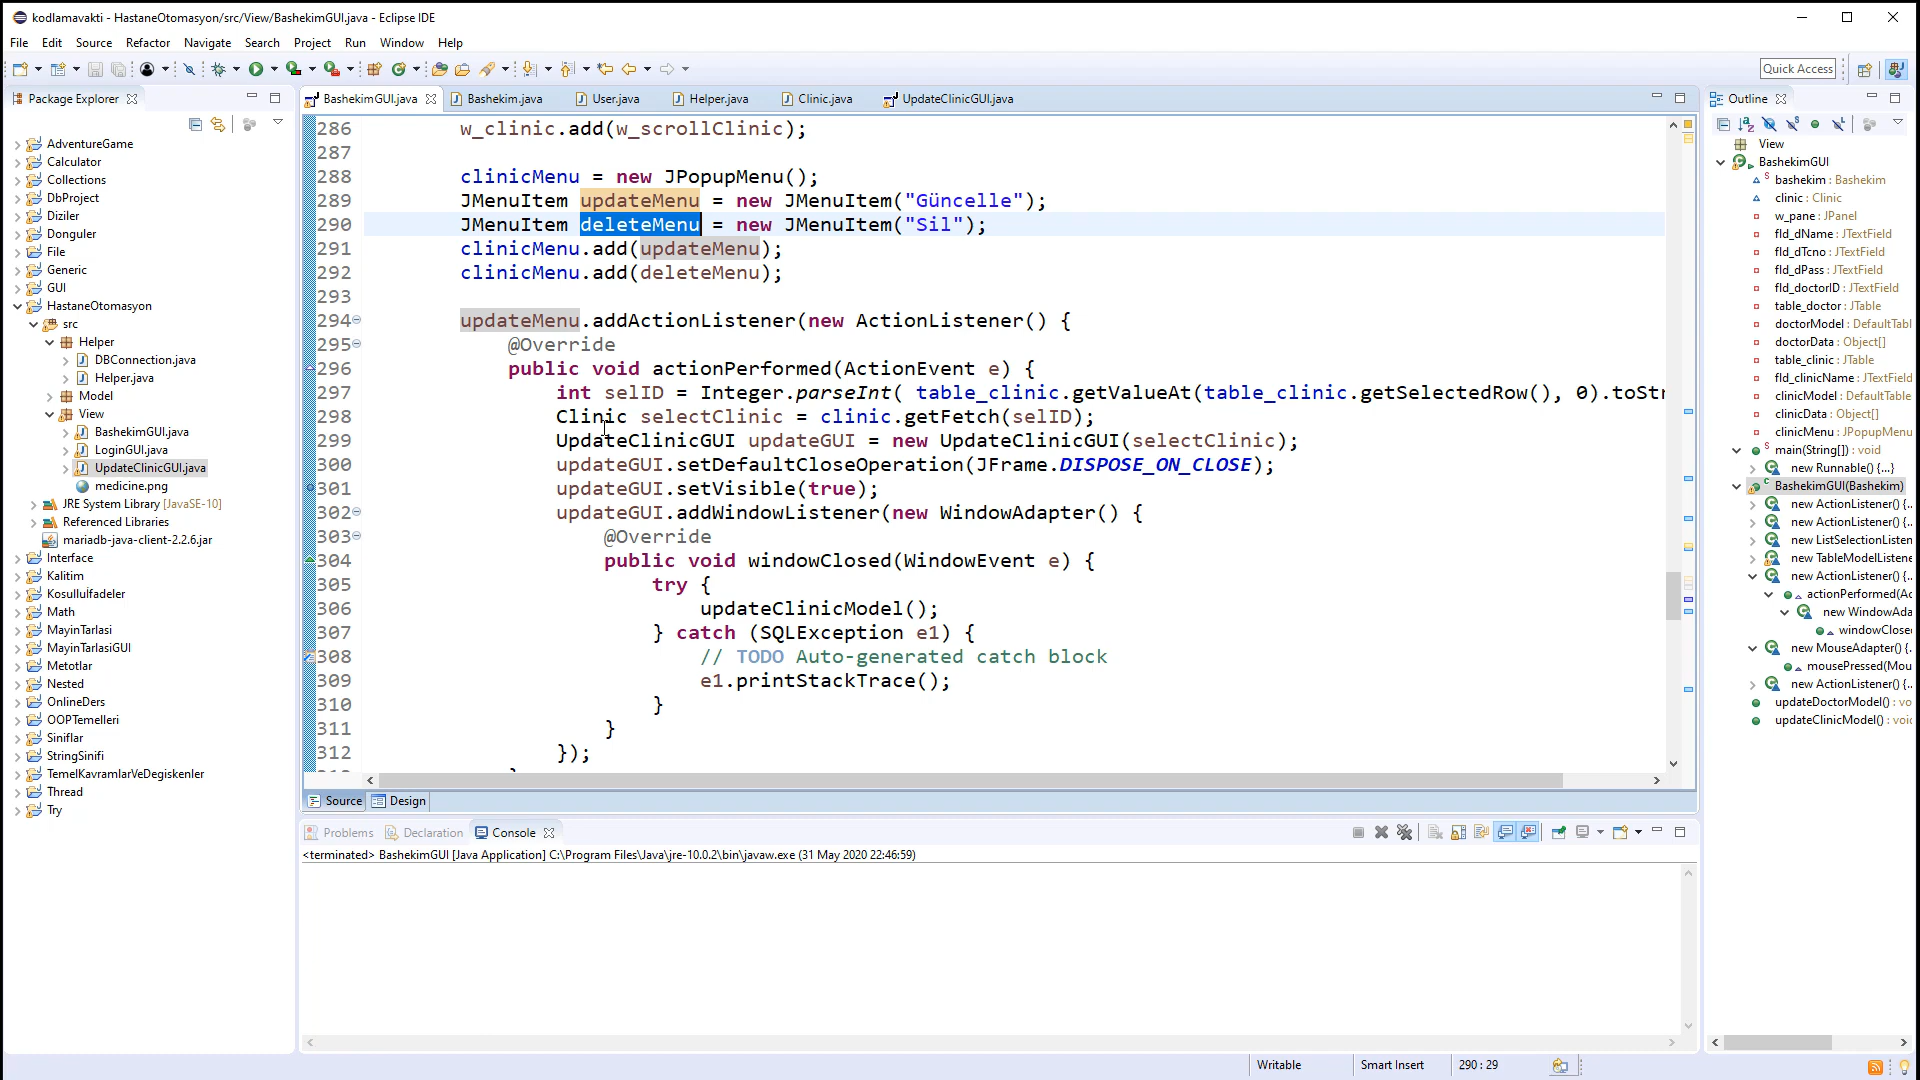 kodlamavakti - HastaneOtomasyon/src/View/BashekimGUI.java - Eclipse IDE
File Edit Source Refactor Navigate Search Project Run Window Help
Quick Access
Package Explorer
AdventureGame
Calculator
Collections
DbProject
Diziler
Donguler
File
Generic
GUI
HastaneOtomasyon
src
Helper
DBConnection.java
Helper.java
Model
View
BashekimGUI.java
LoginGUI.java
UpdateClinicGUI.java
medicine.png
JRE System Library [JavaSE-10]
Referenced Libraries
mariadb-java-client-2.2.6.jar
Interface
Kalitim
Kosullulfadeler
Math
MayinTarlasi
MayinTarlasiGUI
Metotlar
Nested
OnlineDers
OOPTemelleri
Siniflar
StringSinifi
TemelKavramlarVeDegiskenler
Thread
Try
BashekimGUI.java Bashekim.java User.java Helper.java Clinic.java UpdateClinicGUI.java
286 w_clinic.add(w_scrollClinic);
287
288 clinicMenu = new JPopupMenu();
289 JMenuItem updateMenu = new JMenuItem("Güncelle");
290 JMenuItem deleteMenu = new JMenuItem("Sil");
291 clinicMenu.add(updateMenu);
292 clinicMenu.add(deleteMenu);
293
294 updateMenu.addActionListener(new ActionListener() {
295 @Override
296 public void actionPerformed(ActionEvent e) {
297 int selID = Integer.parseInt( table_clinic.getValueAt(table_clinic.getSelectedRow(), 0).toStr
298 Clinic selectClinic = clinic.getFetch(selID);
299 UpdateClinicGUI updateGUI = new UpdateClinicGUI(selectClinic);
300 updateGUI.setDefaultCloseOperation(JFrame.DISPOSE_ON_CLOSE);
301 updateGUI.setVisible(true);
302 updateGUI.addWindowListener(new WindowAdapter() {
303 @Override
304 public void windowClosed(WindowEvent e) {
305 try {
306 updateClinicModel();
307 } catch (SQLException e1) {
308 // TODO Auto-generated catch block
309 e1.printStackTrace();
310 }
311 }
312 });
Source Design
Problems Declaration Console
<terminated> BashekimGUI [Java Application] C:\Program Files\Java\jre-10.0.2\bin\javaw.exe (31 May 2020 22:46:59)
Outline
View
BashekimGUI
bashekim : Bashekim
clinic : Clinic
w_pane : JPanel
fld_dName : JTextField
fld_dTcno : JTextField
fld_dPass : JTextField
fld_doctorID : JTextField
table_doctor : JTable
doctorModel : DefaultTabl
doctorData : Object[]
table_clinic : JTable
fld_clinicName : JTextField
clinicModel : DefaultTable
clinicData : Object[]
clinicMenu : JPopupMenu
main(String[]) : void
new Runnable() {...}
BashekimGUI(Bashekim)
new ActionListener() {.
new ActionListener() {.
new ListSelectionListen
new TableModelListene
new ActionListener() {.
actionPerformed(Ac
new WindowAda
windowClose
new MouseAdapter() {.
mousePressed(Mou
new ActionListener() {.
updateDoctorModel() : vo
updateClinicModel() : voi
Writable Smart Insert 290 : 29